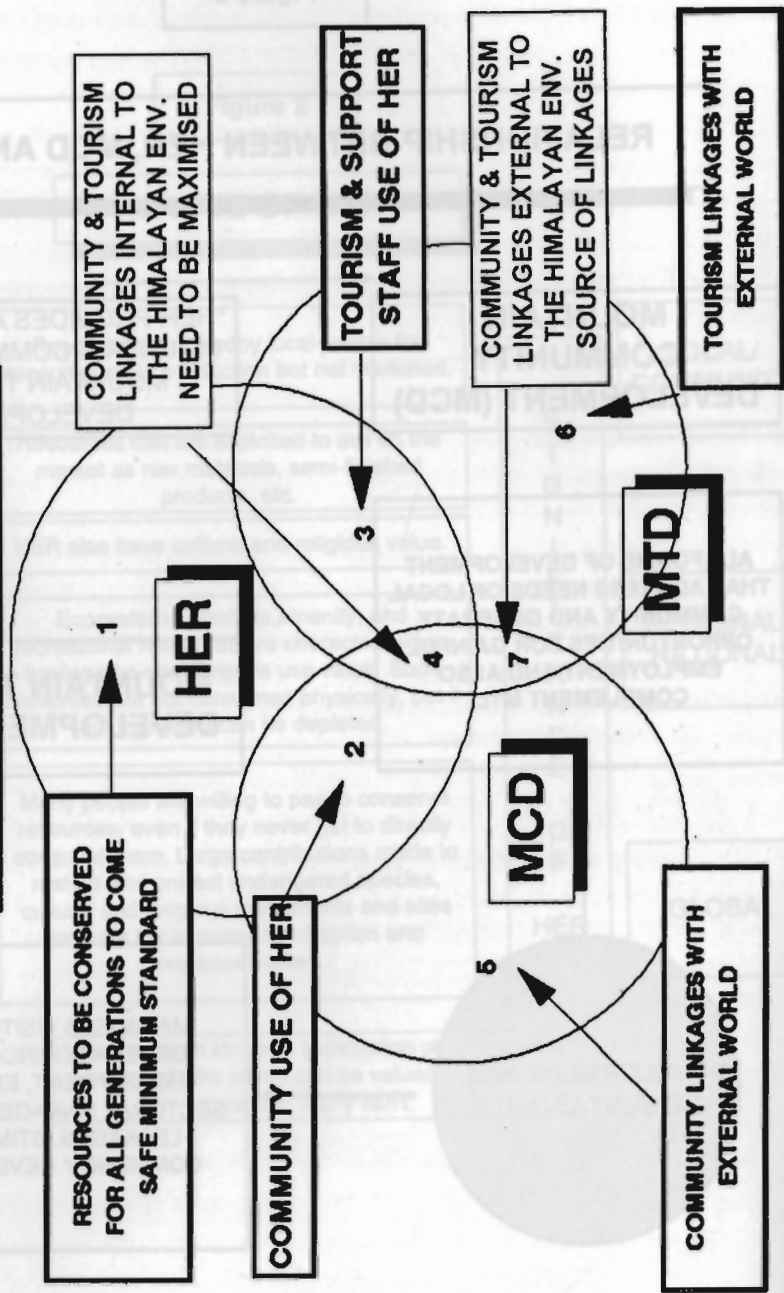 RESOURCES TO BE CONSERVED
FOR ALL GENERATIONS TO COME
SAFE MINIMUM STANDARD
1
HER
COMMUNITY & TOURISM
LINKAGES INTERNAL TO
THE HIMALAYAN ENV.
NEED TO BE MAXIMISED
COMMUNITY USE OF HER
2
3
4
TOURISM & SUPPORT
STAFF USE OF HER
COMMUNITY & TOURISM
LINKAGES EXTERNAL TO
THE HIMALAYAN ENV.
SOURCE OF LINKAGES
5
MCD
7
6
MTD
COMMUNITY LINKAGES WITH
EXTERNAL WORLD
TOURISM LINKAGES WITH
EXTERNAL WORLD